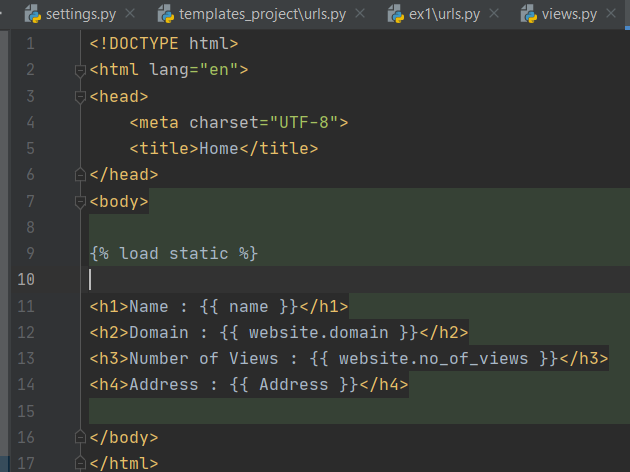 settings.py templates_project\urls.py ex1\urls.py views.py
1 <!DOCTYPE html>
2 <html lang="en">
3 <head>
4     <meta charset="UTF-8">
5     <title>Home</title>
6 </head>
7 <body>
8
9 {% load static %}
10
11 <h1>Name : {{ name }}</h1>
12 <h2>Domain : {{ website.domain }}</h2>
13 <h3>Number of Views : {{ website.no_of_views }}</h3>
14 <h4>Address : {{ Address }}</h4>
15
16 </body>
17 </html>